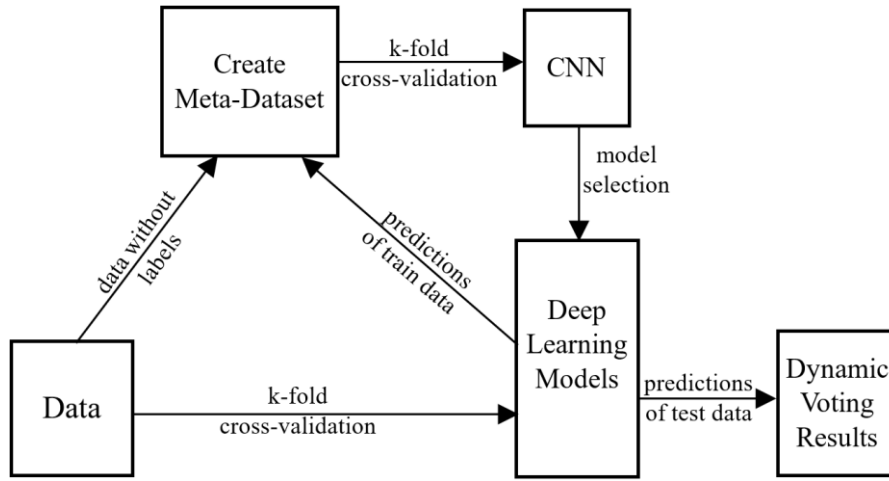 Create
Meta-Dataset
k-fold
cross-validation
CNN
model
selection
data without
labels
predictions
of train data
Deep
Learning
Models
Data
k-fold
cross-validation
predictions
of test data
Dynamic
Voting
Results